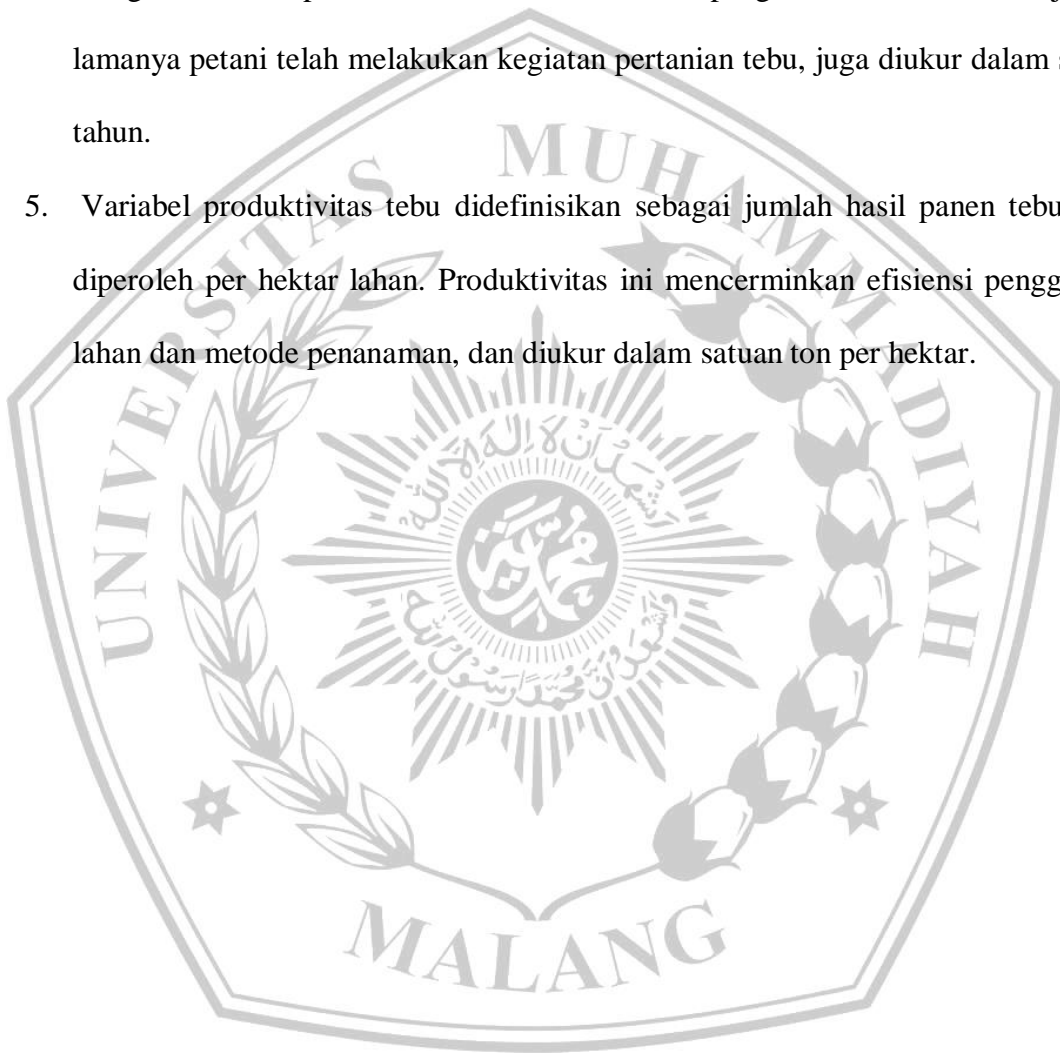 lamanya petani telah melakukan kegiatan pertanian tebu, juga diukur dalam
tahun.
5. Variabel produktivitas tebu didefinisikan sebagai jumlah hasil panen tebu
diperoleh per hektar lahan. Produktivitas ini mencerminkan efisiensi pengg
lahan dan metode penanaman, dan diukur dalam satuan ton per hektar.
UNIVERSITAS MUHAMMADIYAH
MALANG